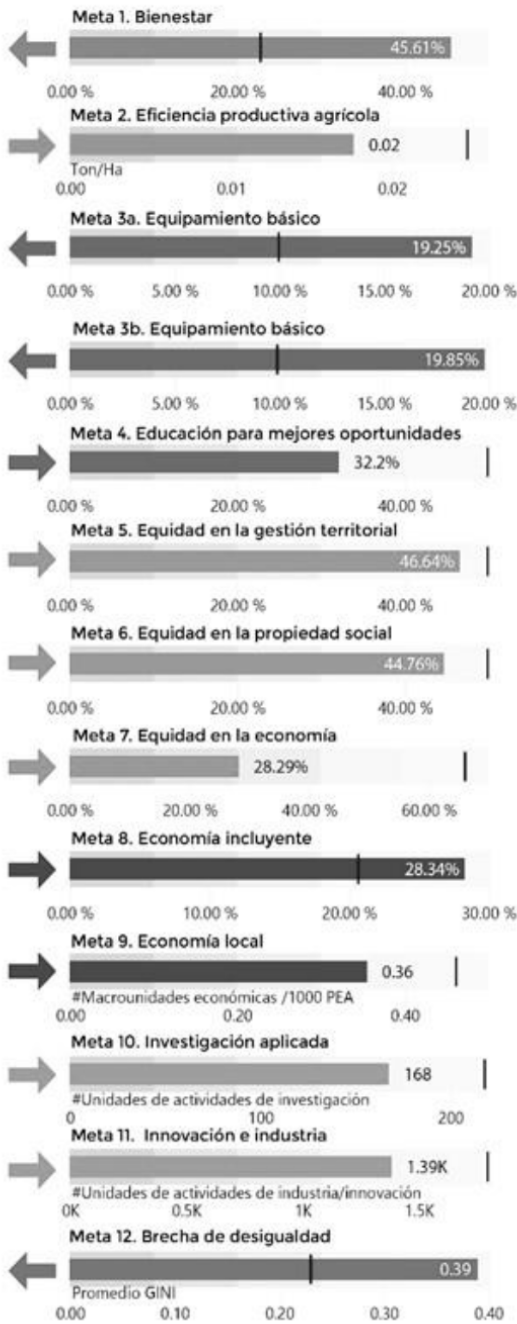 Meta 1. Bienestar
45.61%
0.00 % 20.00 % 40.00 %
Meta 2. Eficiencia productiva agrícola
0.02
Ton/Ha
0.00 0.01 0.02
Meta 3a. Equipamiento básico
19.25%
0.00 % 5.00 % 10.00 % 15.00 % 20.00 %
Meta 3b. Equipamiento básico
19.85%
0.00 % 5.00 % 10.00 % 15.00 % 20.00 %
Meta 4. Educación para mejores oportunidades
32.2%
0.00 % 20.00 % 40.00 %
Meta 5. Equidad en la gestión territorial
46.64%
0.00 % 20.00 % 40.00 %
Meta 6. Equidad en la propiedad social
44.76%
0.00 % 20.00 % 40.00 %
Meta 7. Equidad en la economía
28.29%
0.00 % 20.00 % 40.00 % 60.00 %
Meta 8. Economía incluyente
28.34%
0.00 % 10.00 % 20.00 % 30.00 %
Meta 9. Economía local
0.36
#Macrounidades económicas /1000 PEA
0.00 0.20 0.40
Meta 10. Investigación aplicada
168
#Unidades de actividades de investigación
0 100 200
Meta 11. Innovación e industria
1.39K
#Unidades de actividades de industria/innovación
0K 0.5K 1K 1.5K
Meta 12. Brecha de desigualdad
0.39
Promedio GINI
0.00 0.10 0.20 0.30 0.40